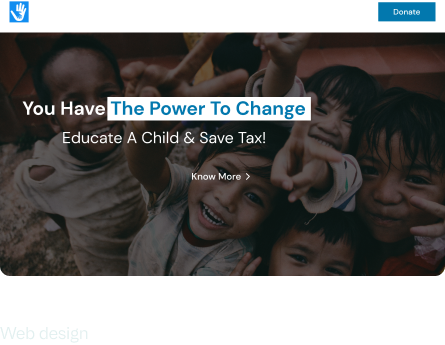 Donate
You Have The Power To Change
Educate A Child & Save Tax!
Know More
Web design